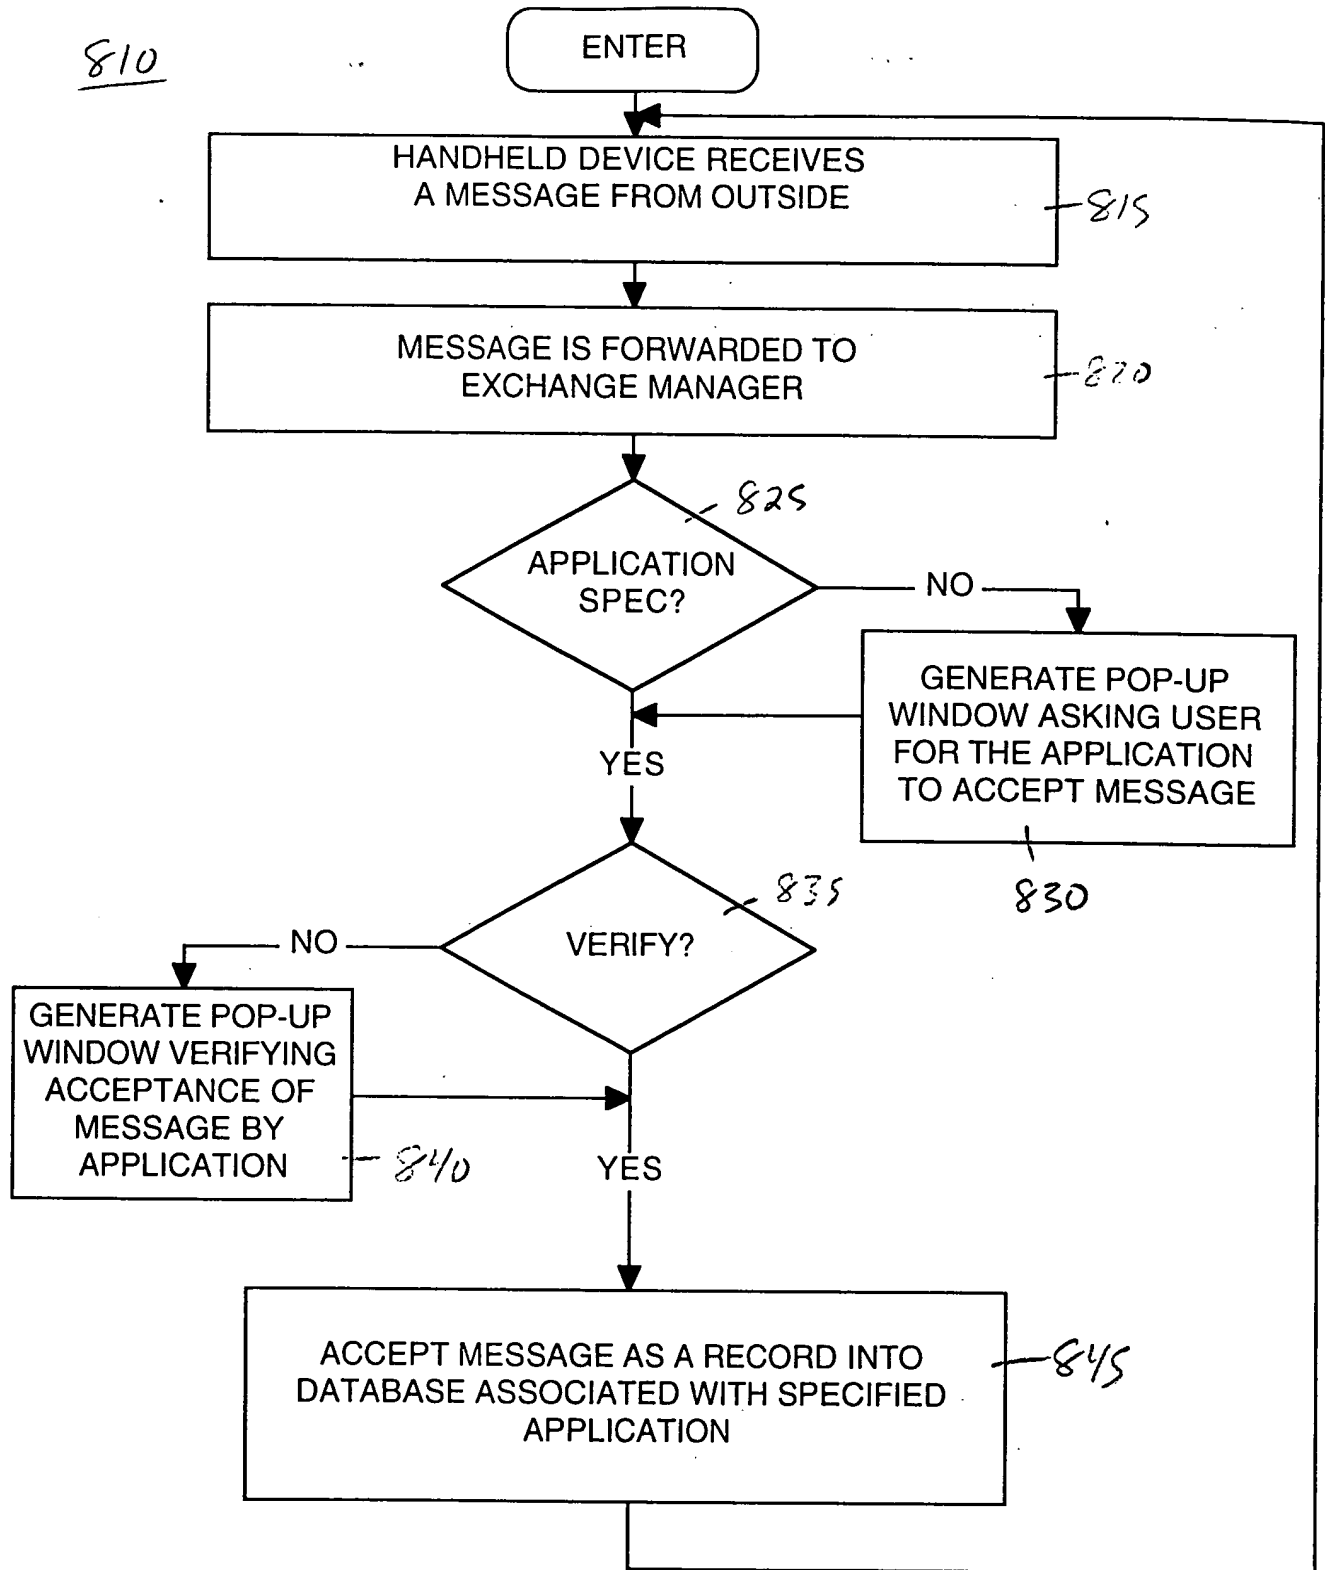 810
ENTER
HANDHELD DEVICE RECEIVES
A MESSAGE FROM OUTSIDE
815
MESSAGE IS FORWARDED TO
EXCHANGE MANAGER
820
825
APPLICATION
SPEC?
NO
GENERATE POP-UP
WINDOW ASKING USER
FOR THE APPLICATION
TO ACCEPT MESSAGE
830
YES
835
VERIFY?
NO
GENERATE POP-UP
WINDOW VERIFYING
ACCEPTANCE OF
MESSAGE BY
APPLICATION
840
YES
ACCEPT MESSAGE AS A RECORD INTO
DATABASE ASSOCIATED WITH SPECIFIED
APPLICATION
845